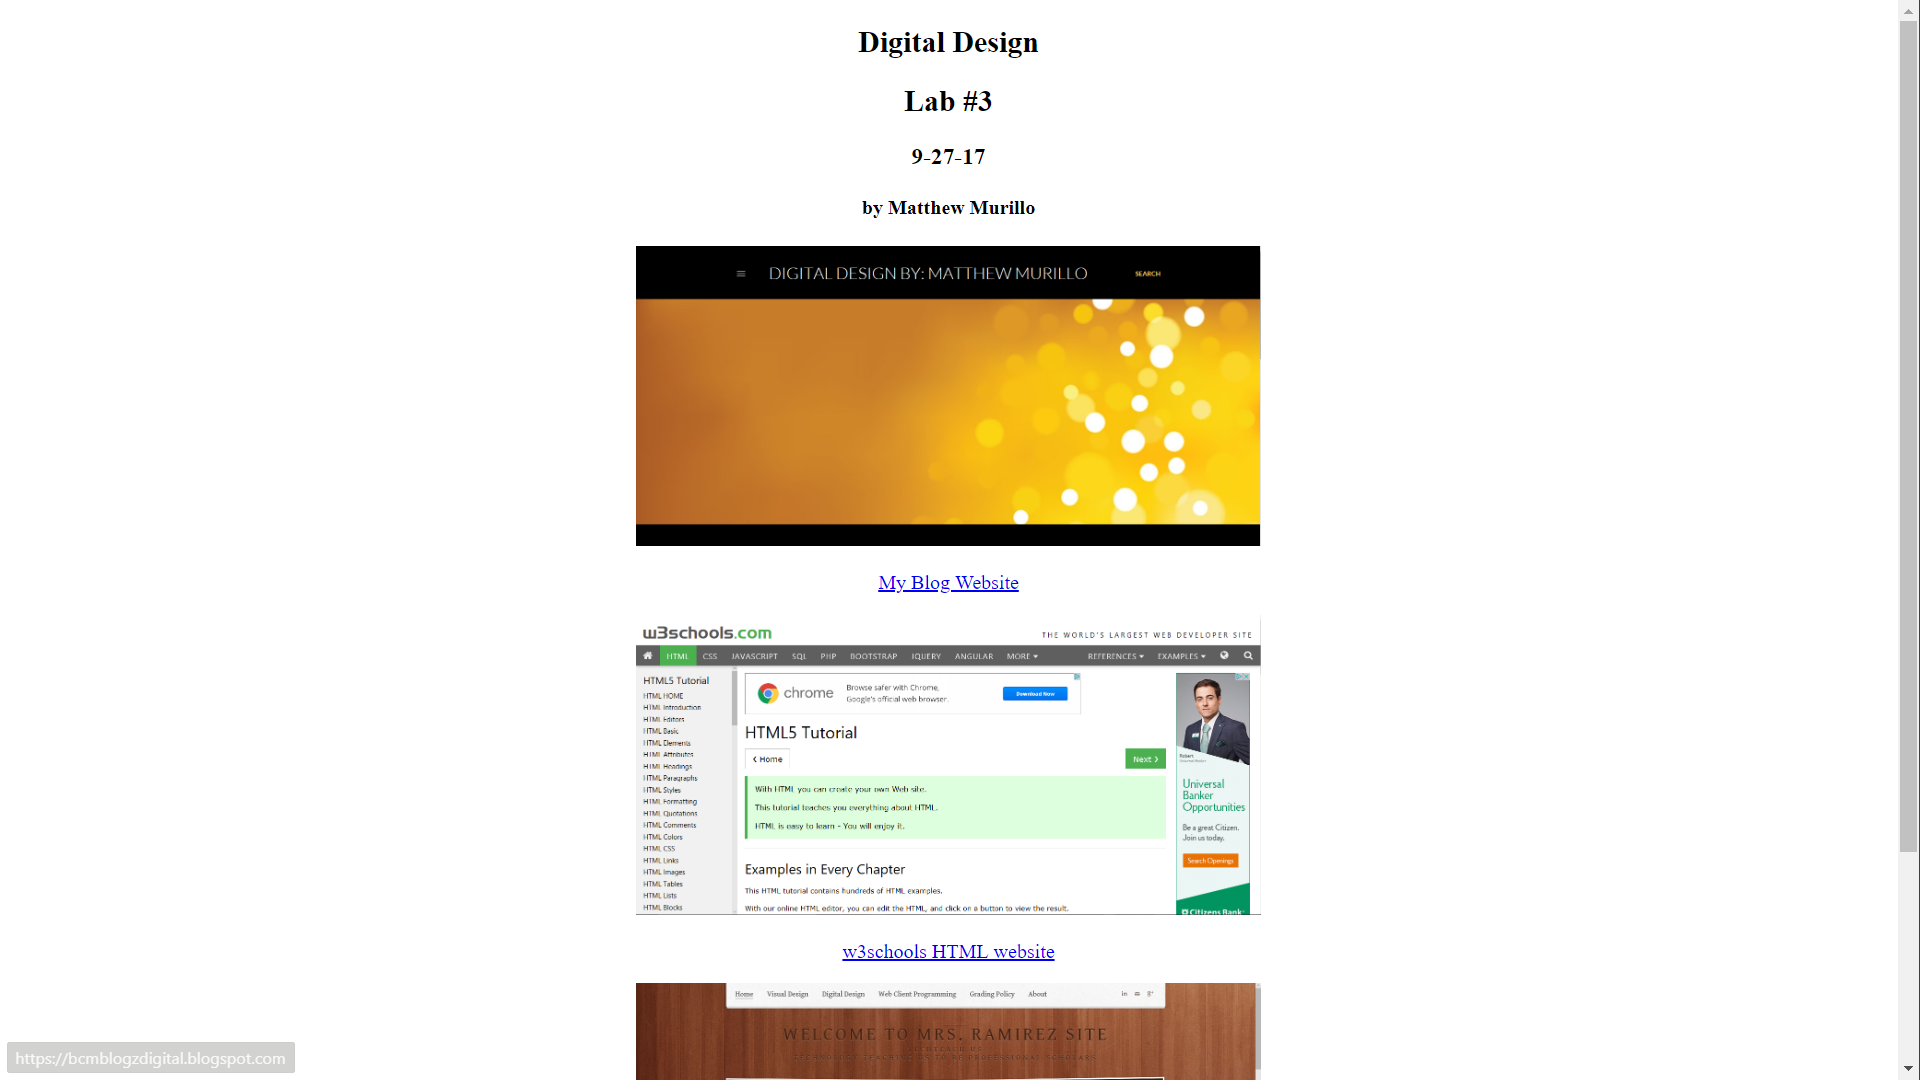 Digital Design
Lab #3
9-27-17
by Matthew Murillo
DIGITAL DESIGN BY: MATTHEW MURILLO
SEARCH
My Blog Website
w3schools.com
THE WORLD'S LARGEST WEB DEVELOPER SITE
HTML CSS JAVASCRIPT SQL PHP BOOTSTRAP JQUERY ANGULAR MORE REFERENCES EXAMPLES
HTML5 Tutorial
HTML HOME
HTML Introduction
HTML Editors
HTML Basic
HTML Elements
HTML Attributes
HTML Headings
HTML Paragraphs
HTML Styles
HTML Formatting
HTML Quotations
HTML Comments
HTML Colors
HTML CSS
HTML Links
HTML Images
HTML Tables
HTML Lists
HTML Blocks
chrome
Browse safer with Chrome,
Google's official web browser.
Download Now
HTML5 Tutorial
❮ Home
Next ❯
With HTML you can create your own Web site.
This tutorial teaches you everything about HTML.
HTML is easy to learn - You will enjoy it.
Examples in Every Chapter
This HTML tutorial contains hundreds of HTML examples.
With our online HTML editor, you can edit the HTML, and click on a button to view the result.
Robert
Universal
Banker
Opportunities
Be a great Citizen.
Join us today.
Search Openings
Citizens Bank
w3schools HTML website
Home Visual Design Digital Design Web Client Programming Grading Policy About
WELCOME TO MRS. RAMIREZ SITE
TECHNOLOGY TEACHING US TO BE PROFESSIONAL SCHOLARS
https://bcmblogzdigital.blogspot.com